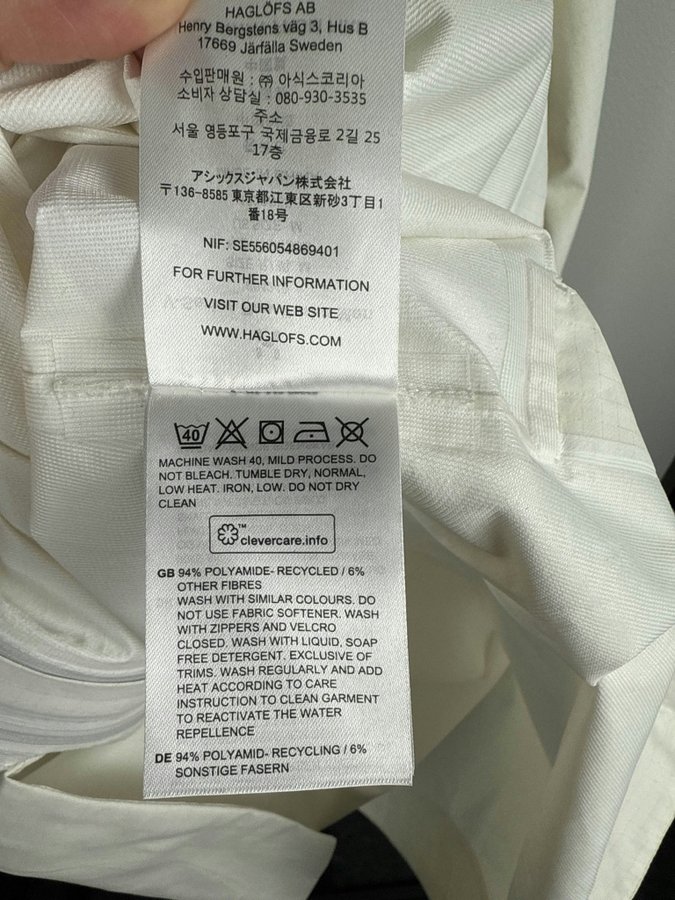 HAGLÖFS AB
Henry Bergstens väg 3, Hus B
17669 Järfälla Sweden
수입판매원 : ㈜ 아식스코리아
소비자 상담실 : 080-930-3535
주소
서울 영등포구 국제금융로 2길 25
17층
アシックスジャパン株式会社
〒136-8585 東京都江東区新砂3丁目1
番18号
NIF: SE556054869401
FOR FURTHER INFORMATION
VISIT OUR WEB SITE
WWW.HAGLOFS.COM
40
MACHINE WASH 40, MILD PROCESS. DO
NOT BLEACH. TUMBLE DRY, NORMAL,
LOW HEAT. IRON, LOW. DO NOT DRY
CLEAN
™
clevercare.info
GB 94% POLYAMIDE- RECYCLED / 6%
OTHER FIBRES
WASH WITH SIMILAR COLOURS. DO
NOT USE FABRIC SOFTENER. WASH
WITH ZIPPERS AND VELCRO
CLOSED. WASH WITH LIQUID, SOAP
FREE DETERGENT. EXCLUSIVE OF
TRIMS. WASH REGULARLY AND ADD
HEAT ACCORDING TO CARE
INSTRUCTION TO CLEAN GARMENT
TO REACTIVATE THE WATER
REPELLENCE
DE 94% POLYAMID- RECYCLING / 6%
SONSTIGE FASERN